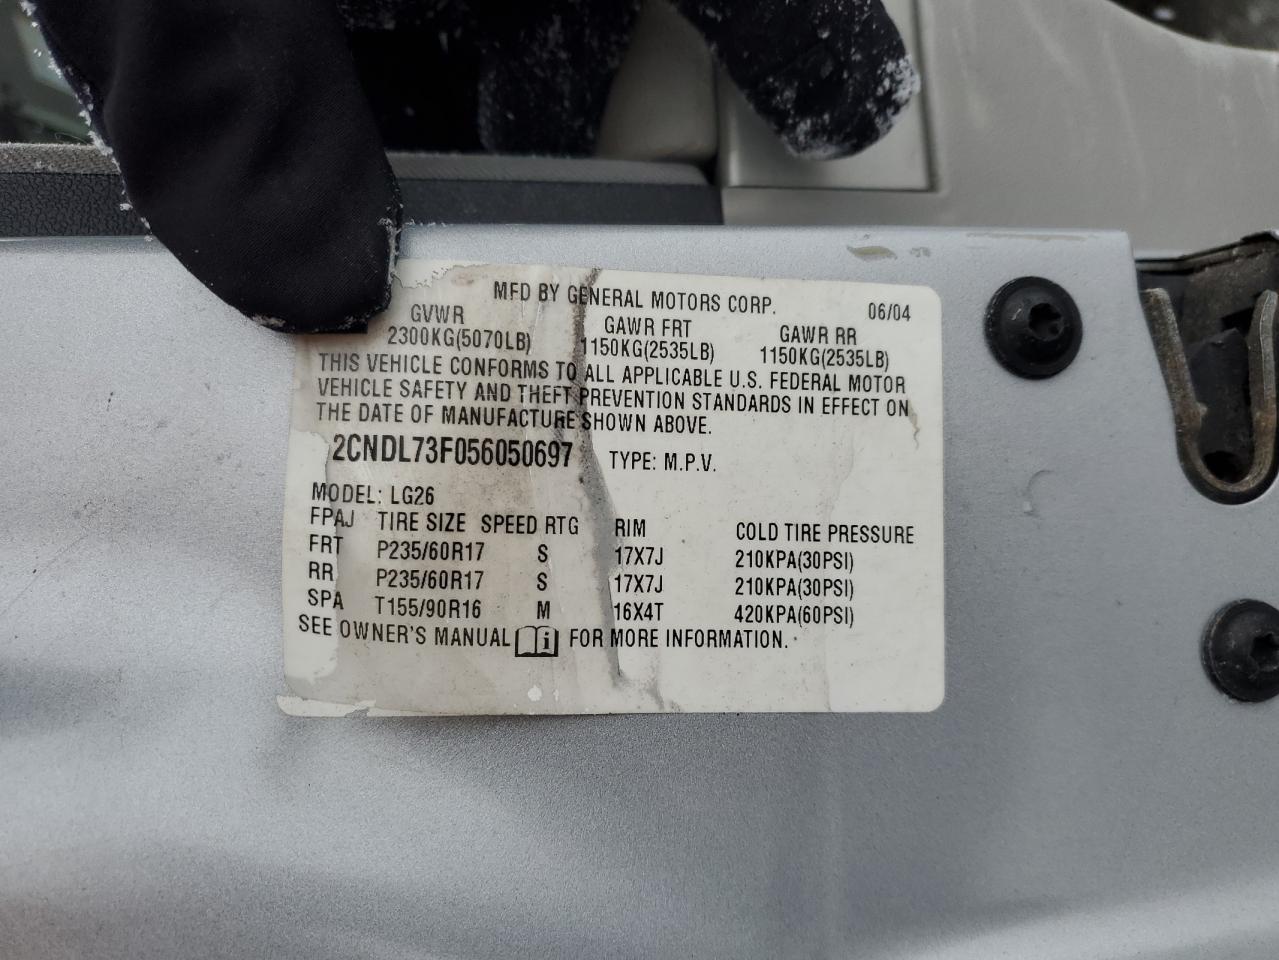 MFD BY GENERAL MOTORS CORP. 06/04
GVWR GAWR FRT GAWR RR
2300KG(5070LB) 1150KG(2535LB) 1150KG(2535LB)
THIS VEHICLE CONFORMS TO ALL APPLICABLE U.S. FEDERAL MOTOR
VEHICLE SAFETY AND THEFT PREVENTION STANDARDS IN EFFECT ON
THE DATE OF MANUFACTURE SHOWN ABOVE.
2CNDL73F056050697 TYPE: M.P.V.
MODEL: LG26
FPAJ TIRE SIZE SPEED RTG RIM COLD TIRE PRESSURE
FRT P235/60R17 S 17X7J 210KPA(30PSI)
RR P235/60R17 S 17X7J 210KPA(30PSI)
SPA T155/90R16 M 16X4T 420KPA(60PSI)
SEE OWNER'S MANUAL i FOR MORE INFORMATION.